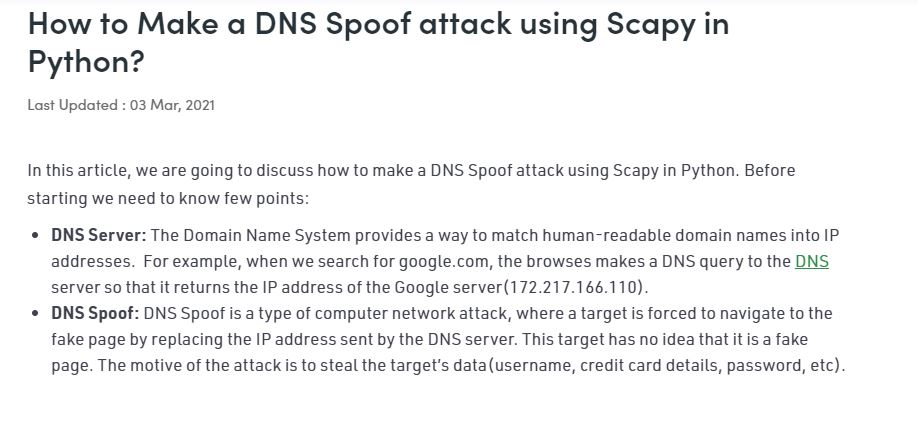 How to Make a DNS Spoof attack using Scapy in
Python?
Last Updated : 03 Mar, 2021
In this article, we are going to discuss how to make a DNS Spoof attack using Scapy in Python. Before
starting we need to know few points:
• DNS Server: The Domain Name System provides a way to match human-readable domain names into IP
addresses.  For example, when we search for google.com, the browses makes a DNS query to the DNS
server so that it returns the IP address of the Google server(172.217.166.110).
• DNS Spoof: DNS Spoof is a type of computer network attack, where a target is forced to navigate to the
fake page by replacing the IP address sent by the DNS server. This target has no idea that it is a fake
page. The motive of the attack is to steal the target's data(username, credit card details, password, etc).